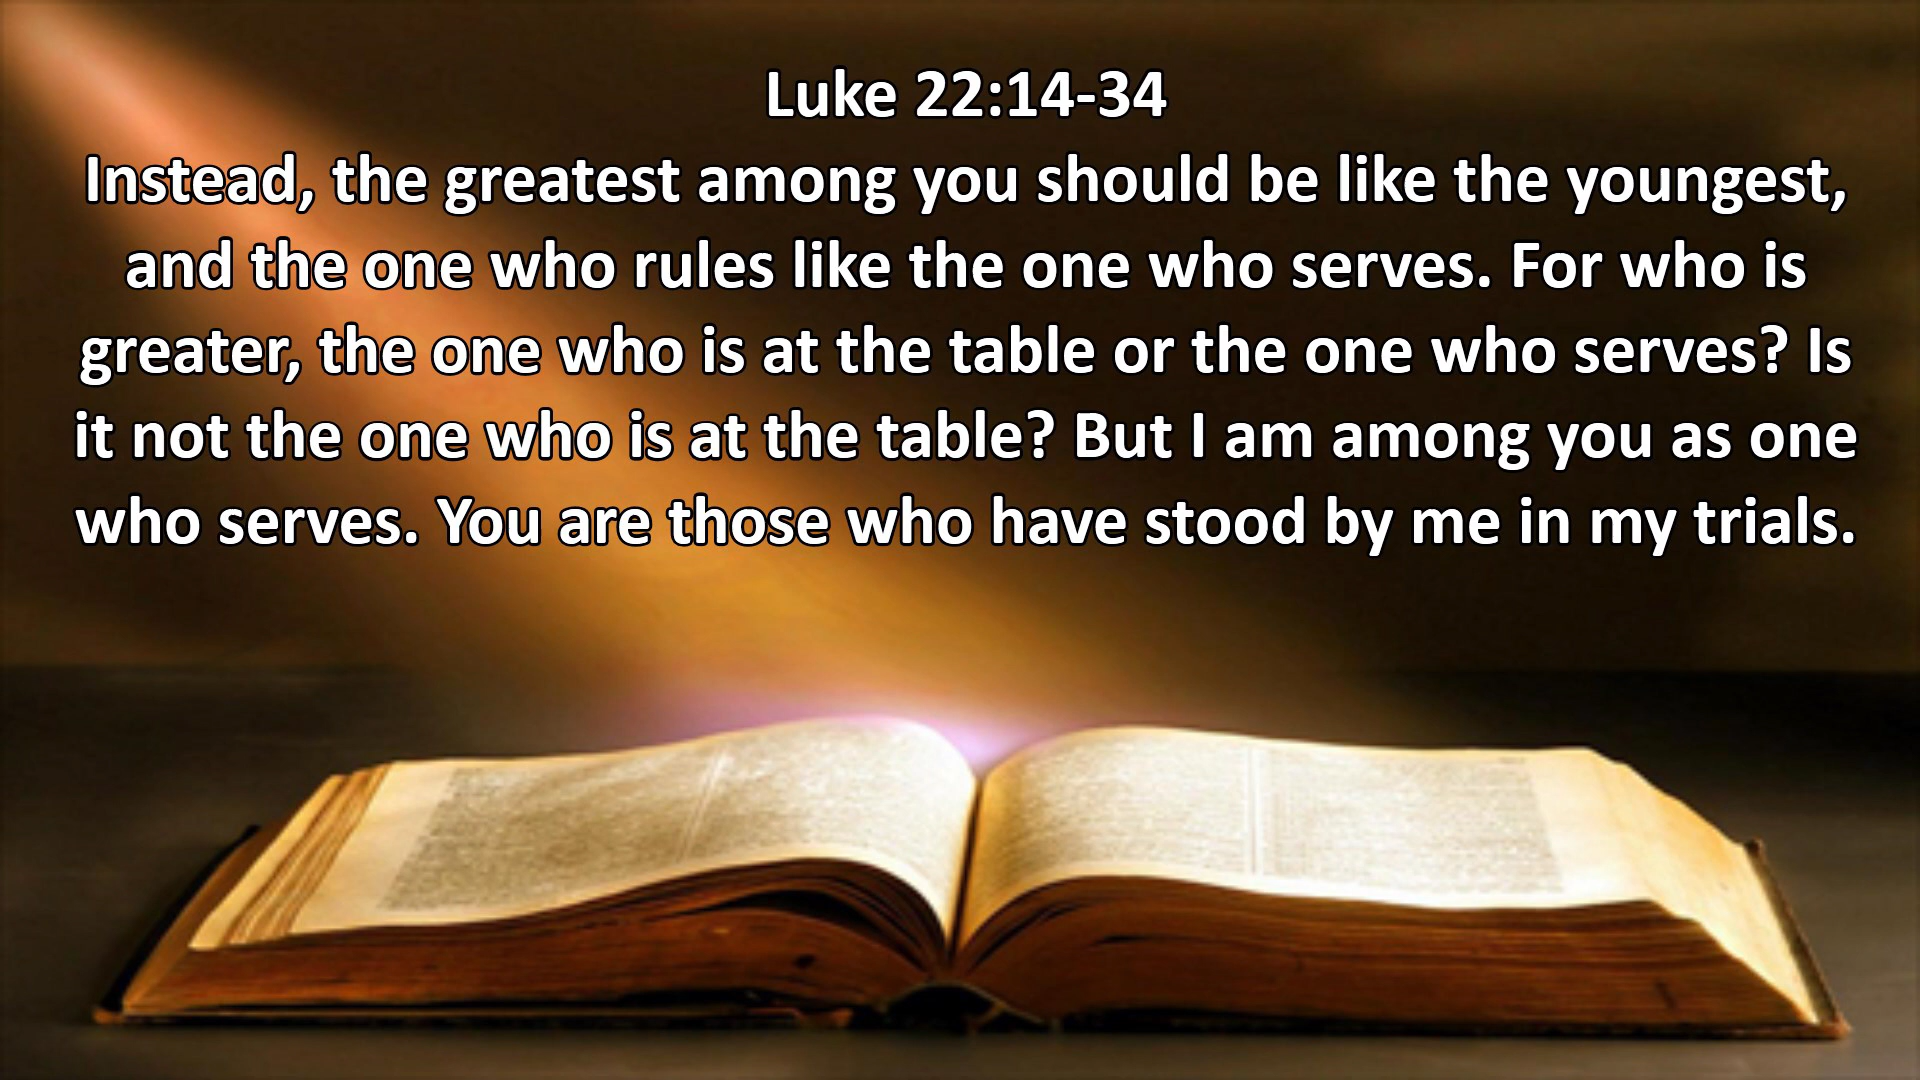 Luke 22:14-34
Instead, the greatest among you should be like the youngest,
and the one who rules like the one who serves. For who is
greater, the one who is at the table or the one who serves? Is
it not the one who is at the table? But I am among you as one
who serves. You are those who have stood by me in my trials.